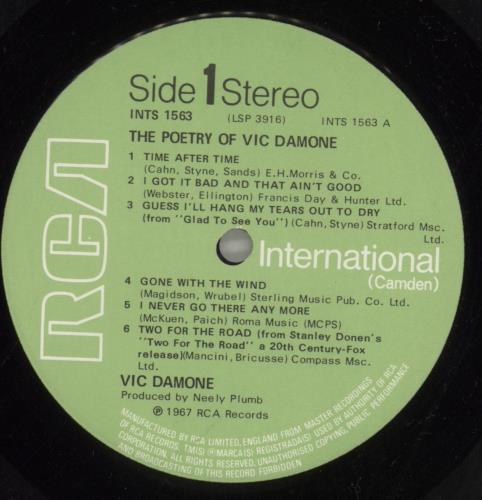 Side 1 Stereo
INTS 1563 (LSP 3916) INTS 1563 A
THE POETRY OF VIC DAMONE
1 TIME AFTER TIME
(Cahn, Styne, Sands) E.H.Morris & Co.
2 I GOT IT BAD AND THAT AIN'T GOOD
(Webster, Ellington) Francis Day & Hunter Ltd.
3 GUESS I'LL HANG MY TEARS OUT TO DRY
(from "Glad To See You") (Cahn, Styne) Stratford Msc.
Ltd.
RCA
International
(Camden)
4 GONE WITH THE WIND
(Magidson, Wrubel) Sterling Music Pub. Co. Ltd.
5 I NEVER GO THERE ANY MORE
(McKuen, Paich) Roma Music (MCPS)
6 TWO FOR THE ROAD (from Stanley Donen's
"Two For The Road" a 20th Century-Fox
release)(Mancini, Bricusse) Compass Msc.
Ltd.
VIC DAMONE
Produced by Neely Plumb
℗ 1967 RCA Records
MANUFACTURED BY RCA LIMITED, ENGLAND FROM MASTER RECORDINGS
OF RCA RECORDS. TM(S) ® MARCA(S) REGISTRADA(S) USED BY AUTHORITY OF RCA
CORPORATION. ALL RIGHTS RESERVED. UNAUTHORISED COPYING, PUBLIC PERFORMANCE
AND BROADCASTING OF THIS RECORD FORBIDDEN